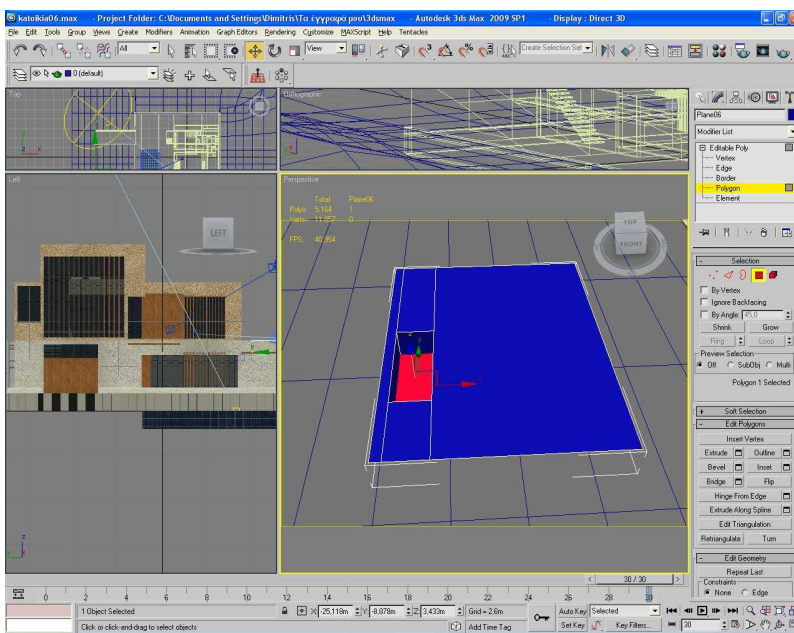 katoikia06.max - Project Folder: C:\Documents and Settings\Dimitris\Τα έγγραφά μου\3dsmax - Autodesk 3ds Max 2009 SP1 - Display : Direct 3D
File Edit Tools Group Views Create Modifiers Animation Graph Editors Rendering Customize MAXScript Help Tentacles
All View Create Selection Set
0 (default)
Top
Orthographic
Plane06
Modifier List
Editable Poly
Vertex
Edge
Border
Polygon
Element
Left
LEFT
Perspective
Total Plane06
Polys: 5,164 1
Verts: 11,957 0
FPS: 40,954
TOP
FRONT
- Selection
By Vertex
Ignore Backfacing
By Angle: 45,0
Shrink Grow
Ring Loop
Preview Selection
Off SubObj Multi
Polygon 1 Selected
+ Soft Selection
- Edit Polygons
Insert Vertex
Extrude Outline
Bevel Inset
Bridge Flip
Hinge From Edge
Extrude Along Spline
Edit Triangulation
Retriangulate Turn
- Edit Geometry
Repeat Last
Constraints
None Edge
30 / 30
0 2 4 6 8 10 12 14 16 18 20 22 24 26 28 30
1 Object Selected X: -25,118m Y: -8,878m Z: 3,433m Grid = 2,6m Auto Key Selected
Click or click-and-drag to select objects Add Time Tag Set Key Key Filters... 30